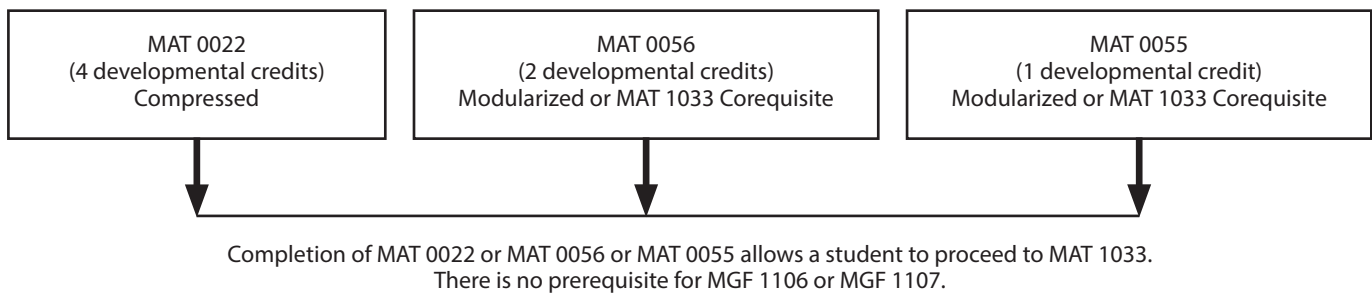 MAT 0022
(4 developmental credits)
Compressed
MAT 0056
(2 developmental credits)
Modularized or MAT 1033 Corequisite
MAT 0055
(1 developmental credit)
Modularized or MAT 1033 Corequisite
Completion of MAT 0022 or MAT 0056 or MAT 0055 allows a student to proceed to MAT 1033.
There is no prerequisite for MGF 1106 or MGF 1107.